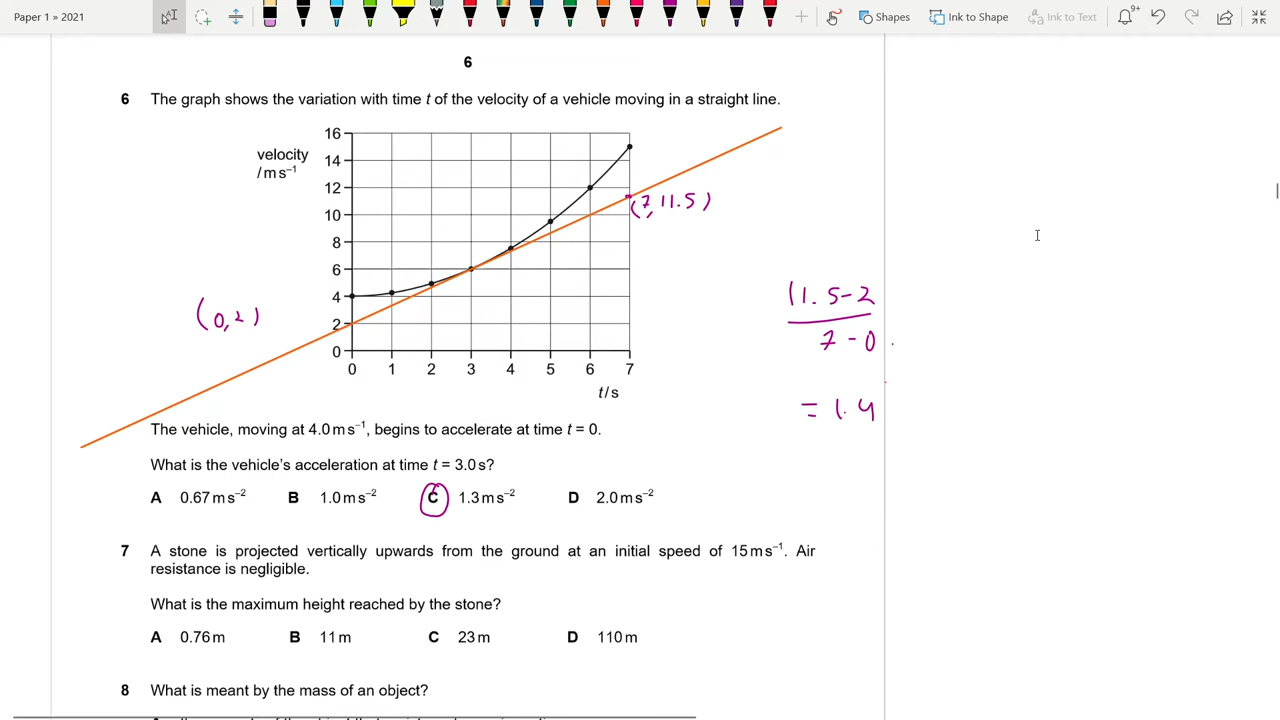 Paper 1 » 2021
Shapes
Ink to Shape
Ink to Text
9+
6
6 The graph shows the variation with time t of the velocity of a vehicle moving in a straight line.
velocity
/ m s⁻¹
16
14
12
10
8
6
4
2
0
0 1 2 3 4 5 6 7
t / s
(7, 11.5)
(0,2)
11.5-2
7-0
= 1.4
The vehicle, moving at 4.0 m s⁻¹, begins to accelerate at time t = 0.
What is the vehicle's acceleration at time t = 3.0 s?
A 0.67 m s⁻² B 1.0 m s⁻² C 1.3 m s⁻² D 2.0 m s⁻²
7 A stone is projected vertically upwards from the ground at an initial speed of 15 m s⁻¹. Air
resistance is negligible.
What is the maximum height reached by the stone?
A 0.76 m B 11 m C 23 m D 110 m
8 What is meant by the mass of an object?